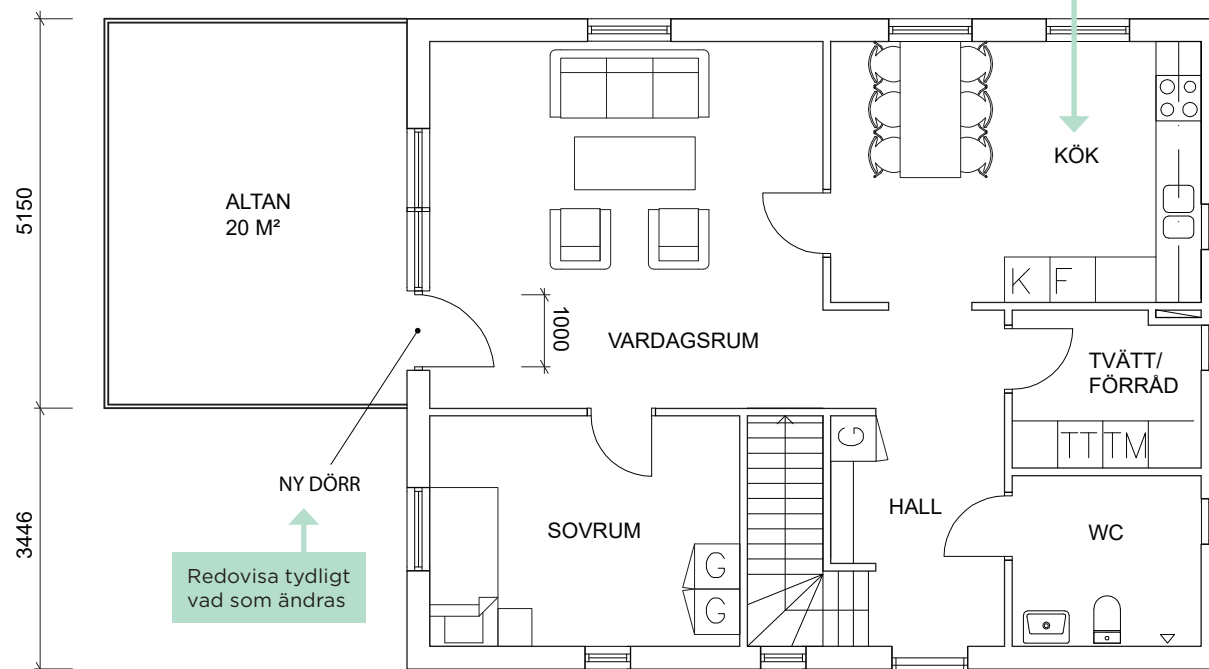 KÖK
ALTAN
20 M²
5150
K F
1000
VARDAGSRUM
TVÄTT/
FÖRRÅD
G
TT TM
NY DÖRR
3446
SOVRUM
HALL
WC
G
G
Redovisa tydligt
vad som ändras